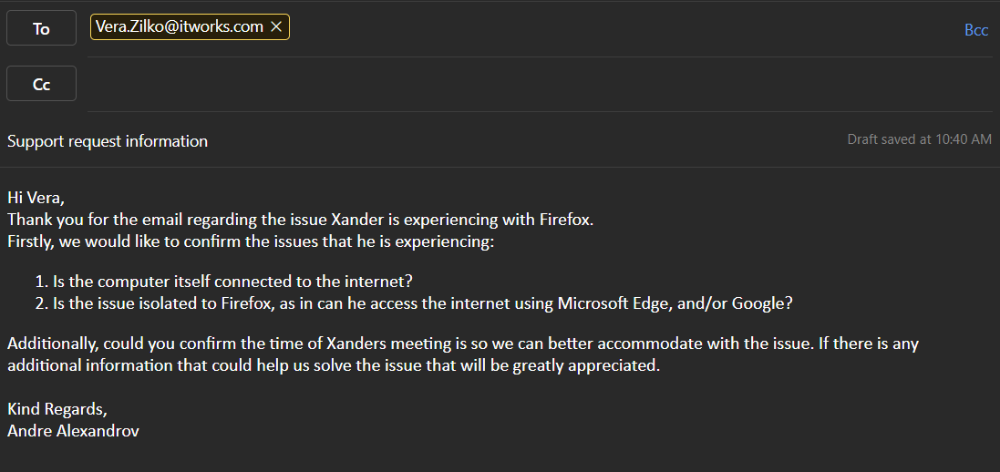 To
Vera.Zilko@itworks.com ✕
Bcc
Cc
Support request information
Draft saved at 10:40 AM
Hi Vera,
Thank you for the email regarding the issue Xander is experiencing with Firefox.
Firstly, we would like to confirm the issues that he is experiencing:
1. Is the computer itself connected to the internet?
2. Is the issue isolated to Firefox, as in can he access the internet using Microsoft Edge, and/or Google?
Additionally, could you confirm the time of Xanders meeting is so we can better accommodate with the issue. If there is any
additional information that could help us solve the issue that will be greatly appreciated.
Kind Regards,
Andre Alexandrov